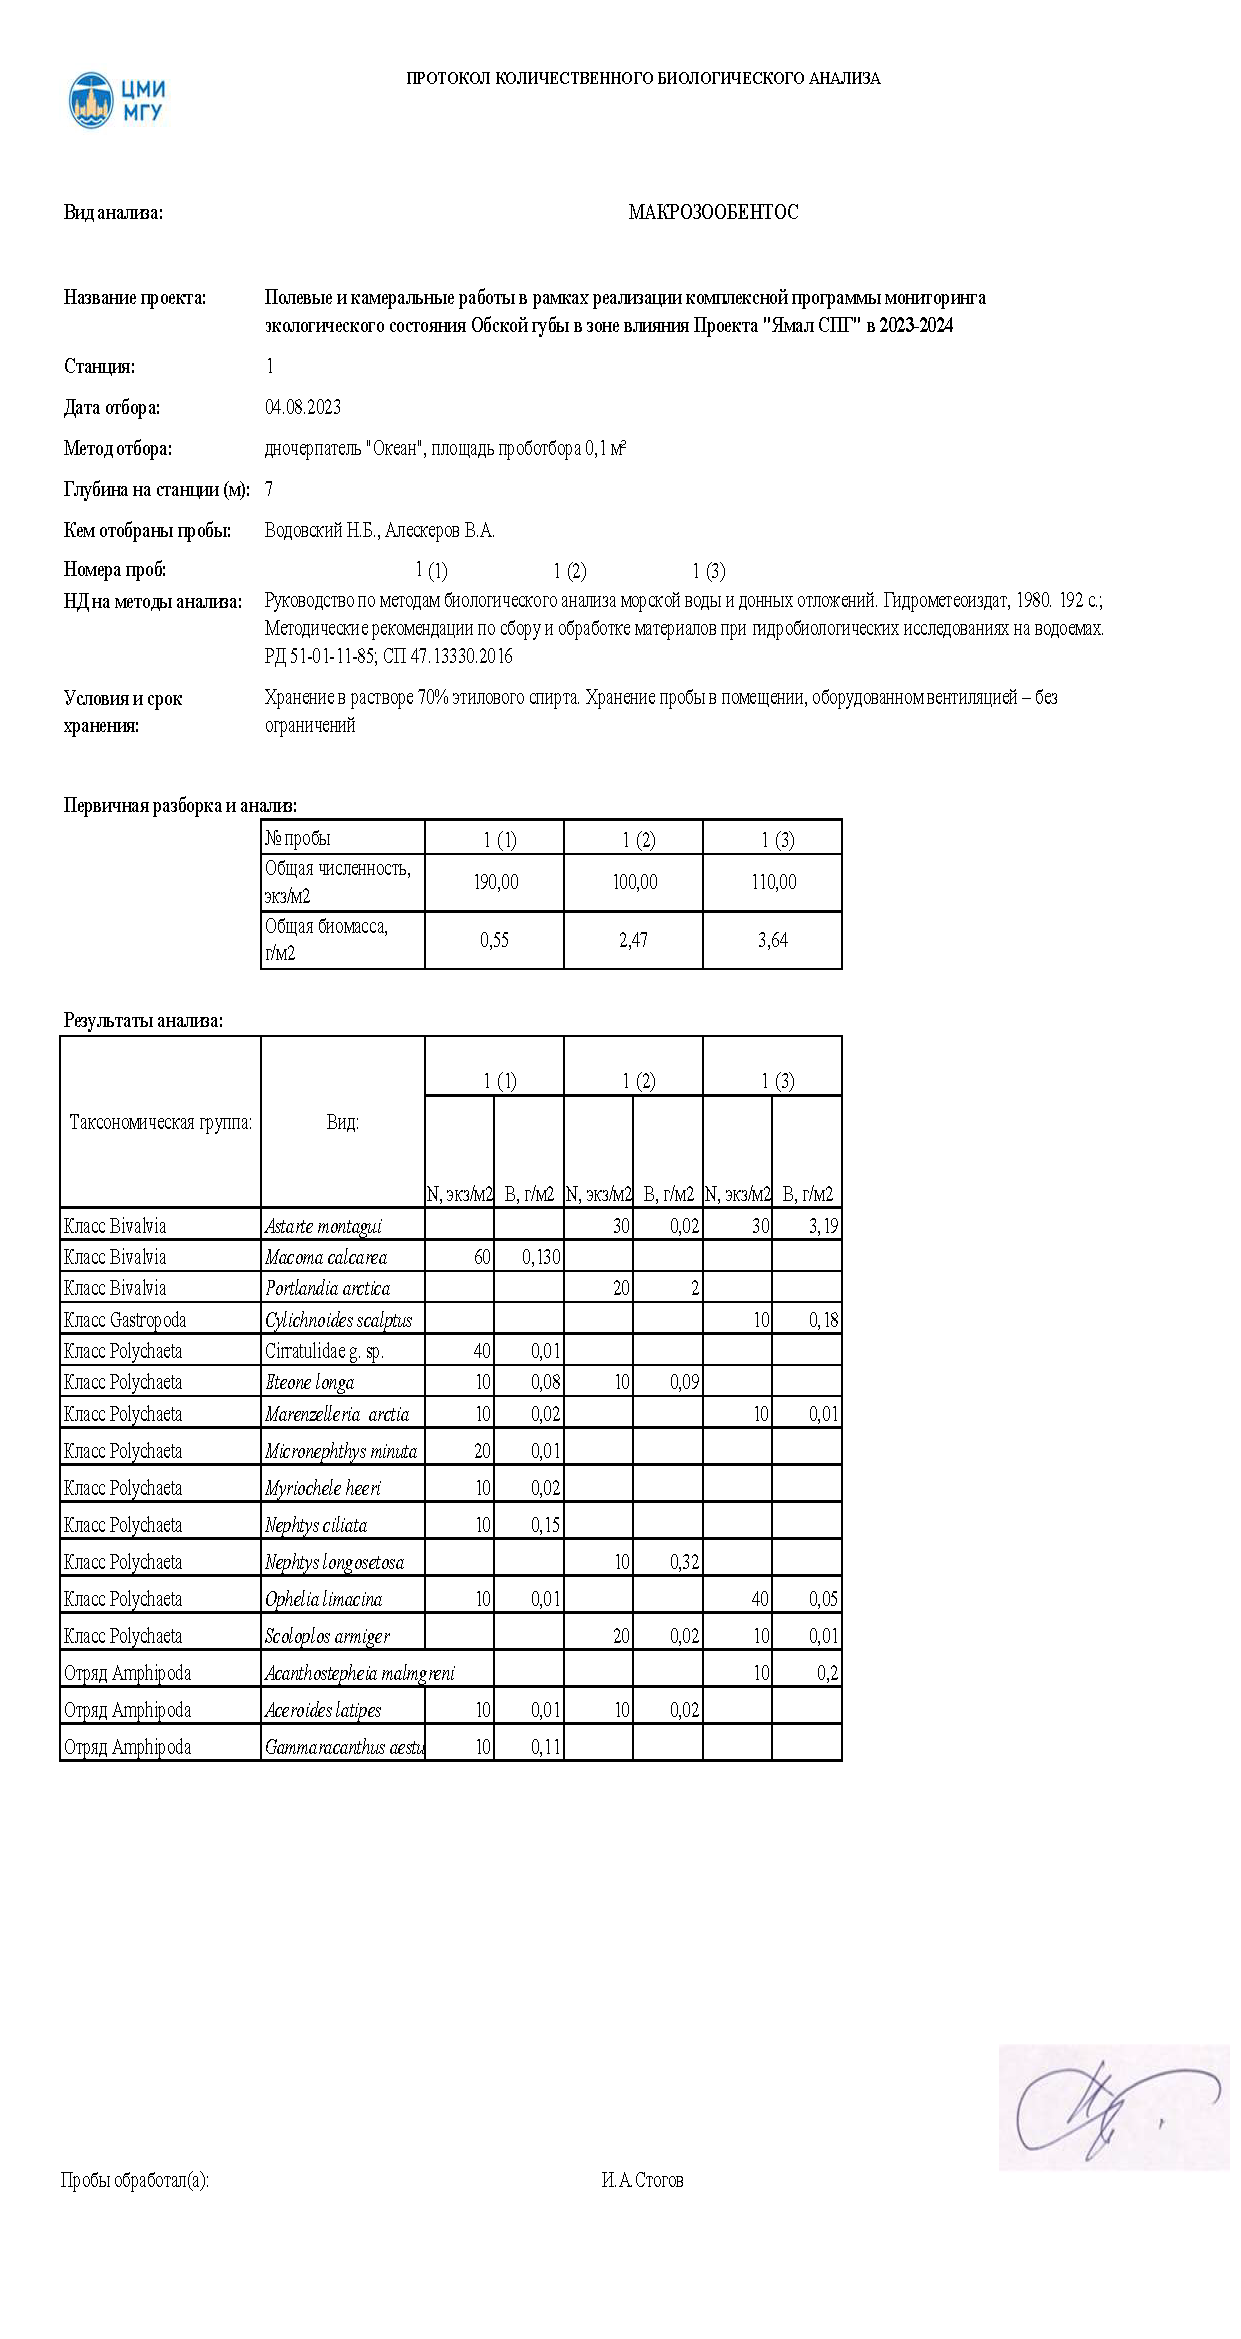 ЦМИ
МГУ
ПРОТОКОЛ КОЛИЧЕСТВЕННОГО БИОЛОГИЧЕСКОГО АНАЛИЗА
Вид анализа: МАКРОЗООБЕНТОС
Название проекта: Полевые и камеральные работы в рамках реализации комплексной программы мониторинга
экологического состояния Обской губы в зоне влияния Проекта "Ямал СПГ" в 2023-2024
Станция: 1
Дата отбора: 04.08.2023
Метод отбора: дночерпатель "Океан", площадь проботбора 0,1 м²
Глубина на станции (м): 7
Кем отобраны пробы: Водовский Н.Б., Алескеров В.А.
Номера проб: 1 (1) 1 (2) 1 (3)
НД на методы анализа: Руководство по методам биологического анализа морской воды и донных отложений. Гидрометеоиздат, 1980. 192 с.;
Методические рекомендации по сбору и обработке материалов при гидробиологических исследованиях на водоемах.
РД 51-01-11-85; СП 47.13330.2016
Условия и срок Хранение в растворе 70% этилового спирта. Хранение пробы в помещении, оборудованном вентиляцией – без
хранения: ограничений
Первичная разборка и анализ:
№ пробы 1 (1) 1 (2) 1 (3)
Общая численность,
экз/м2 190,00 100,00 110,00
Общая биомасса,
г/м2 0,55 2,47 3,64
Результаты анализа:
Таксономическая группа: Вид: 1 (1) 1 (2) 1 (3)
N, экз/м2 B, г/м2 N, экз/м2 B, г/м2 N, экз/м2 B, г/м2
Класс Bivalvia Astarte montagui 30 0,02 30 3,19
Класс Bivalvia Macoma calcarea 60 0,130
Класс Bivalvia Portlandia arctica 20 2
Класс Gastropoda Cylichnoides scalptus 10 0,18
Класс Polychaeta Cirratulidae g. sp. 40 0,01
Класс Polychaeta Eteone longa 10 0,08 10 0,09
Класс Polychaeta Marenzelleria arctia 10 0,02 10 0,01
Класс Polychaeta Micronephthys minuta 20 0,01
Класс Polychaeta Myriochele heeri 10 0,02
Класс Polychaeta Nephtys ciliata 10 0,15
Класс Polychaeta Nephtys longosetosa 10 0,32
Класс Polychaeta Ophelia limacina 10 0,01 40 0,05
Класс Polychaeta Scoloplos armiger 20 0,02 10 0,01
Отряд Amphipoda Acanthostepheia malmgreni 10 0,2
Отряд Amphipoda Aceroides latipes 10 0,01 10 0,02
Отряд Amphipoda Gammaracanthus aestu 10 0,11
Пробы обработал(а): И.А.Стогов